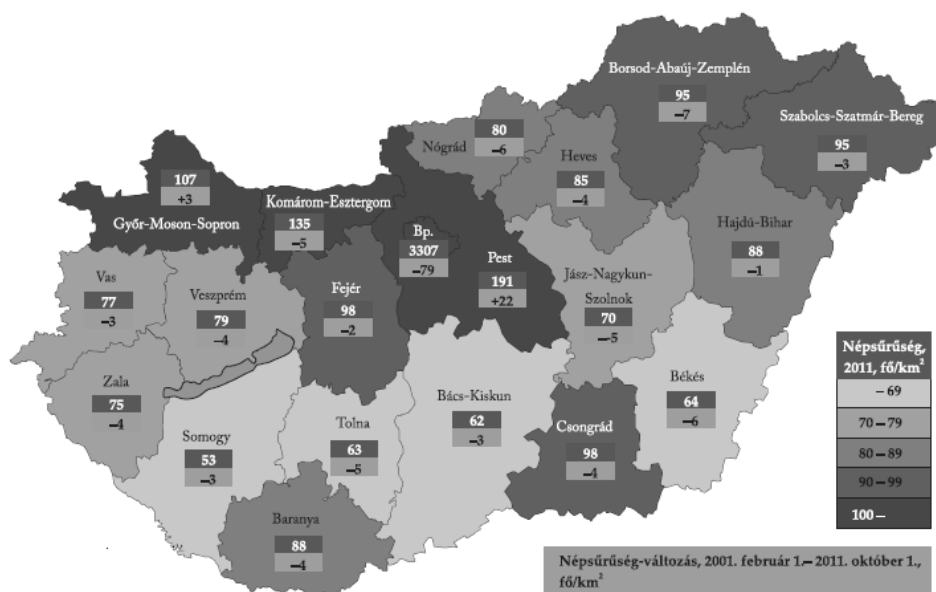 Borsod-Abaúj-Zemplén
95
–7
Szabolcs-Szatmár-Bereg
95
–3
Nógrád
80
–6
Heves
85
–4
107
+3
Győr-Moson-Sopron
Komárom-Esztergom
135
–5
Bp.
3307
–79
Pest
191
+22
Hajdú-Bihar
88
–1
Jász-Nagykun-
Szolnok
70
–5
Vas
77
–3
Veszprém
79
–4
Fejér
98
–2
Zala
75
–4
Somogy
53
–3
Tolna
63
–5
Bács-Kiskun
62
–3
Csongrád
98
–4
Békés
64
–6
Baranya
88
–4
Népsűrűség,
2011, fő/km²
– 69
70 – 79
80 – 89
90 – 99
100 –
Népsűrűség-változás, 2001. február 1.– 2011. október 1.,
fő/km²